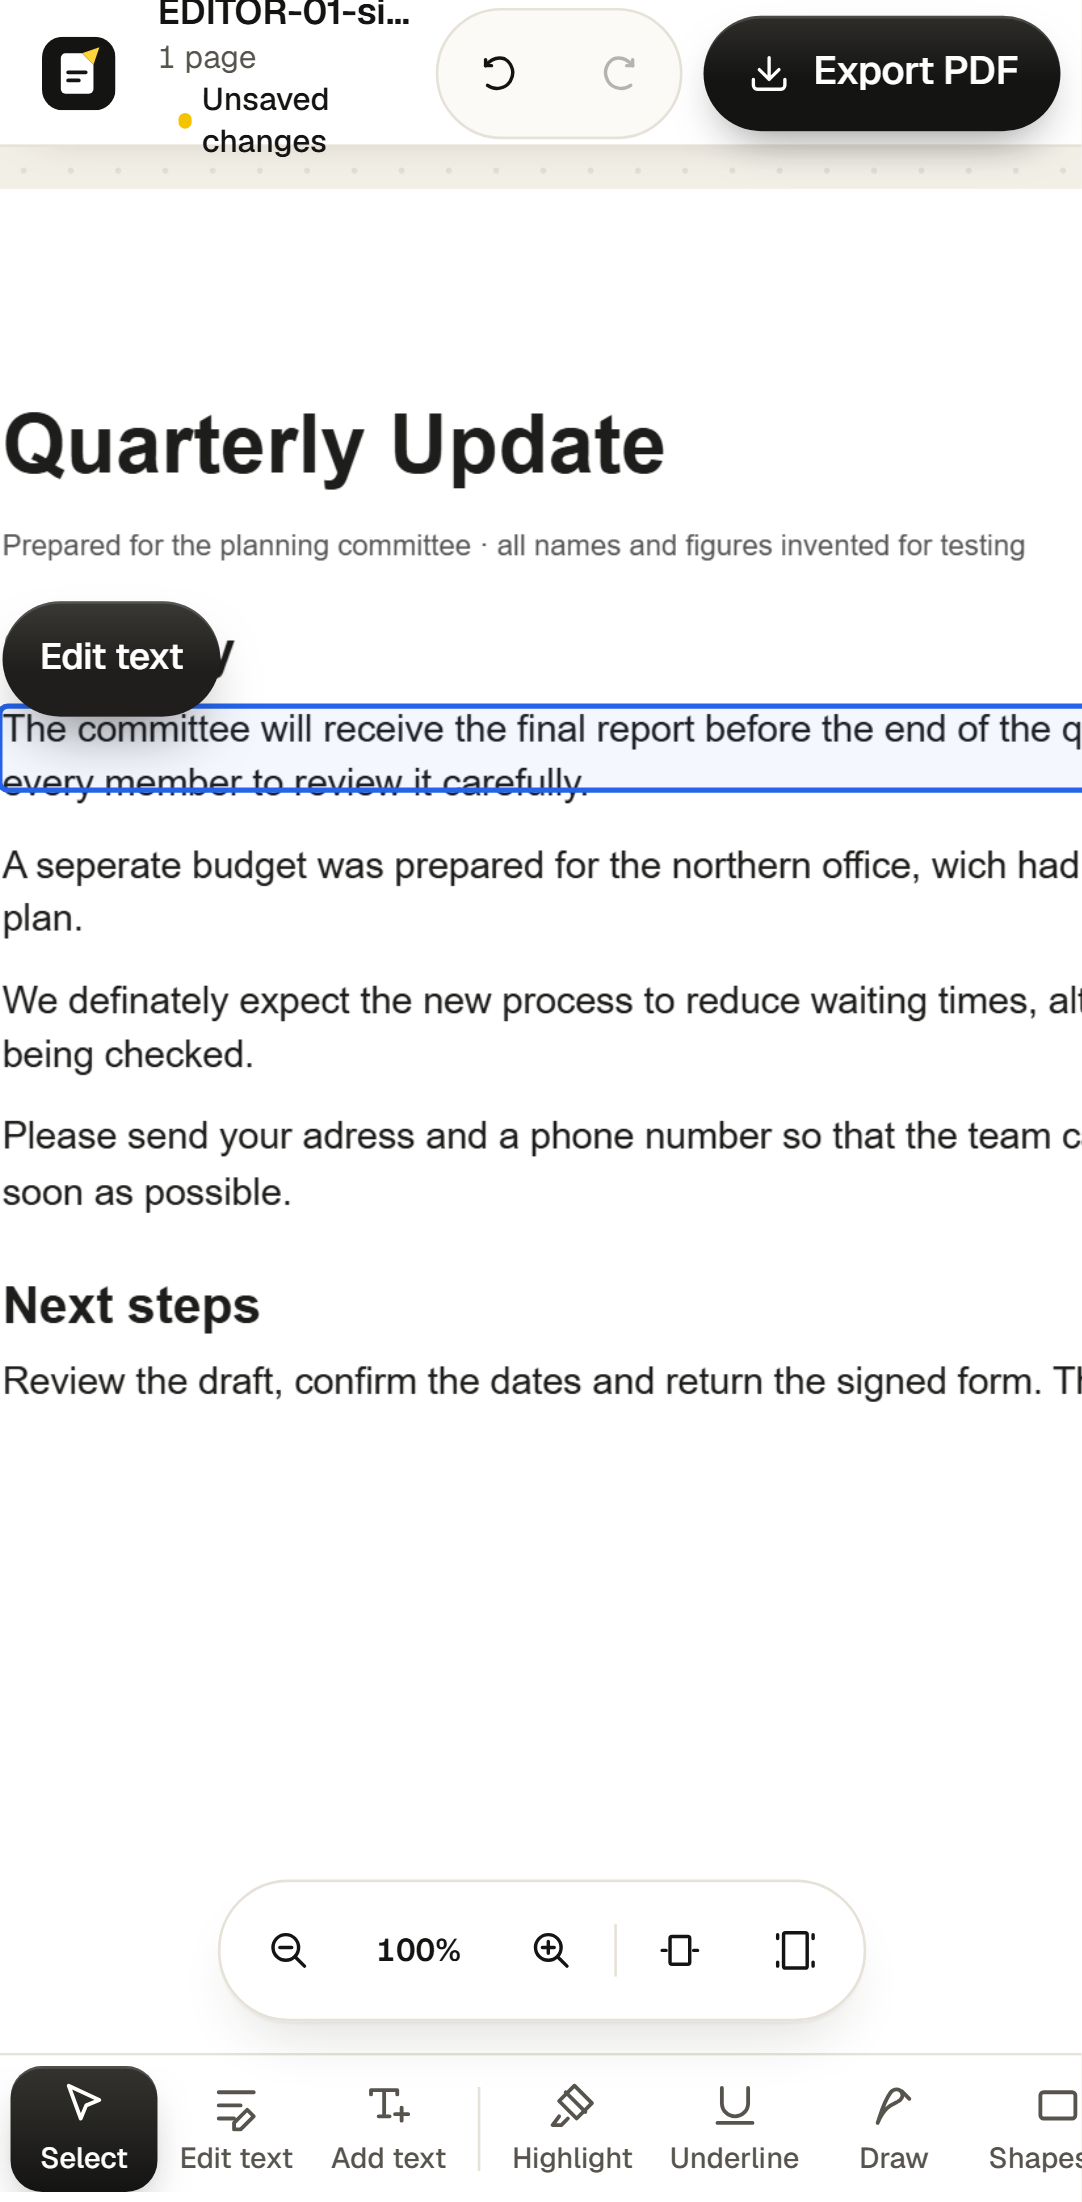 EDITOR-01-si...
1 page
Unsaved
changes
Export PDF
Quarterly Update
Prepared for the planning committee · all names and figures invented for testing
Edit text
The committee will receive the final report before the end of the
every member to review it carefully.
A seperate budget was prepared for the northern office, wich had
plan.
We definately expect the new process to reduce waiting times,
being checked.
Please send your adress and a phone number so that the team
soon as possible.
Next steps
Review the draft, confirm the dates and return the signed form.
100%
Select
Edit text
Add text
Highlight
Underline
Draw
Shapes